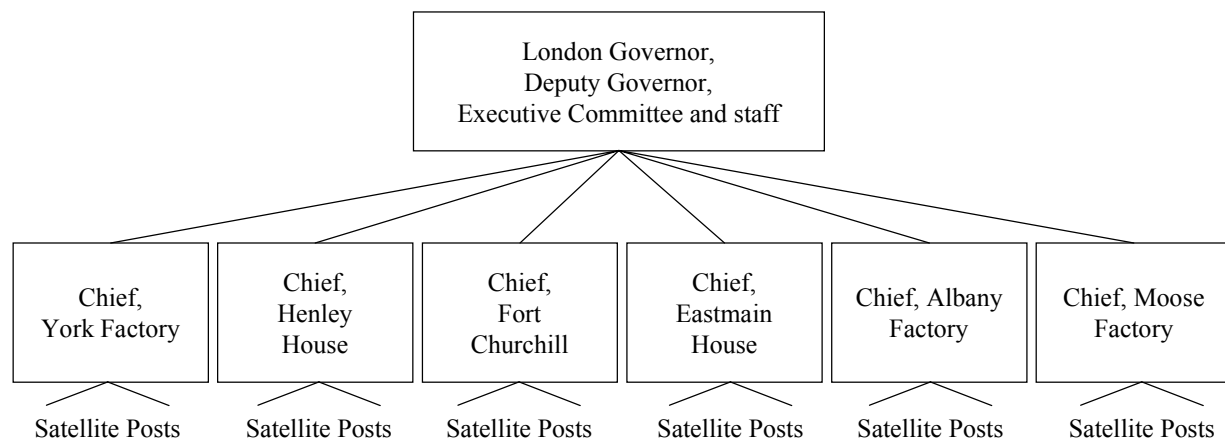 London Governor,
Deputy Governor,
Executive Committee and staff
Chief,
York Factory
Chief,
Henley
House
Chief,
Fort
Churchill
Chief,
Eastmain
House
Chief, Albany
Factory
Chief, Moose
Factory
Satellite Posts
Satellite Posts
Satellite Posts
Satellite Posts
Satellite Posts
Satellite Posts